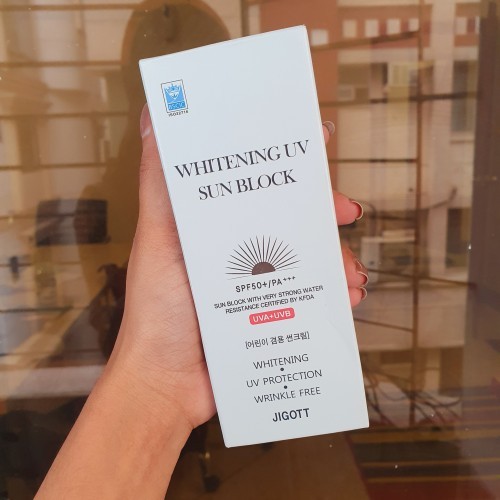 WHITENING UV
SUN BLOCK
SPF50+/PA+++
SUN BLOCK WITH VERY STRONG WATER
RESISTANCE CERTIFIED BY KFDA
UVA+UVB
[어린이 겸용 썬크림]
WHITENING
UV PROTECTION
WRINKLE FREE
JIGOTT